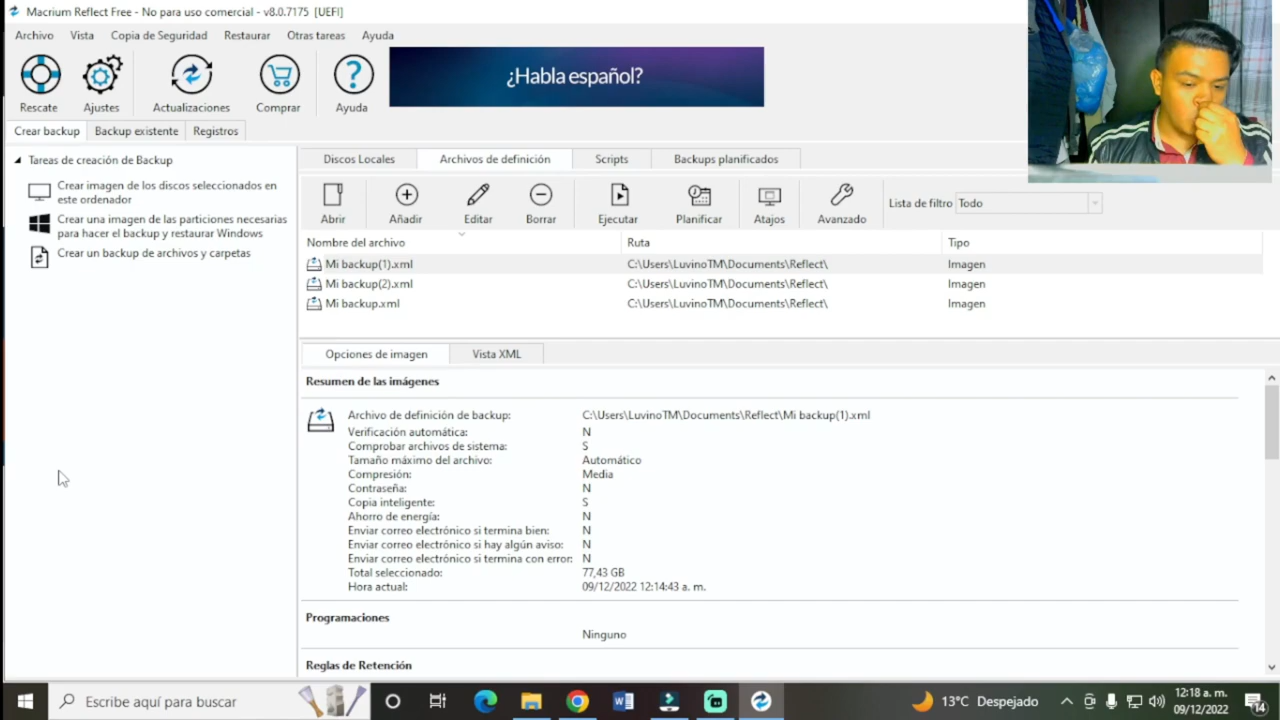 Macrium Reflect Free - No para uso comercial - v8.0.7175 [UEFI]
Archivo Vista Copia de Seguridad Restaurar Otras tareas Ayuda
¿Habla español?
Rescate Ajustes Actualizaciones Comprar Ayuda
Crear backup Backup existente Registros
Tareas de creación de Backup
Crear imagen de los discos seleccionados en
este ordenador
Crear una imagen de las particiones necesarias
para hacer el backup y restaurar Windows
Crear un backup de archivos y carpetas
Discos Locales Archivos de definición Scripts Backups planificados
Abrir Añadir Editar Borrar Ejecutar Planificar Atajos Avanzado Lista de filtro Todo
Nombre del archivo Ruta Tipo
Mi backup(1).xml C:\Users\LuvinoTM\Documents\Reflect\ Imagen
Mi backup(2).xml C:\Users\LuvinoTM\Documents\Reflect\ Imagen
Mi backup.xml C:\Users\LuvinoTM\Documents\Reflect\ Imagen
Opciones de imagen Vista XML
Resumen de las imágenes
Archivo de definición de backup: C:\Users\LuvinoTM\Documents\Reflect\Mi backup(1).xml
Verificación automática: N
Comprobar archivos de sistema: S
Tamaño máximo del archivo: Automático
Compresión: Media
Contraseña: N
Copia inteligente: S
Ahorro de energía: N
Enviar correo electrónico si termina bien: N
Enviar correo electrónico si hay algún aviso: N
Enviar correo electrónico si termina con error: N
Total seleccionado: 77,43 GB
Hora actual: 09/12/2022 12:14:43 a. m.
Programaciones
Ninguno
Reglas de Retención
Escribe aquí para buscar 13°C Despejado 12:18 a. m.
09/12/2022 14